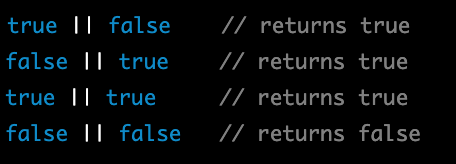 true || false    // returns true
false || true    // returns true
true || true     // returns true
false || false   // returns false